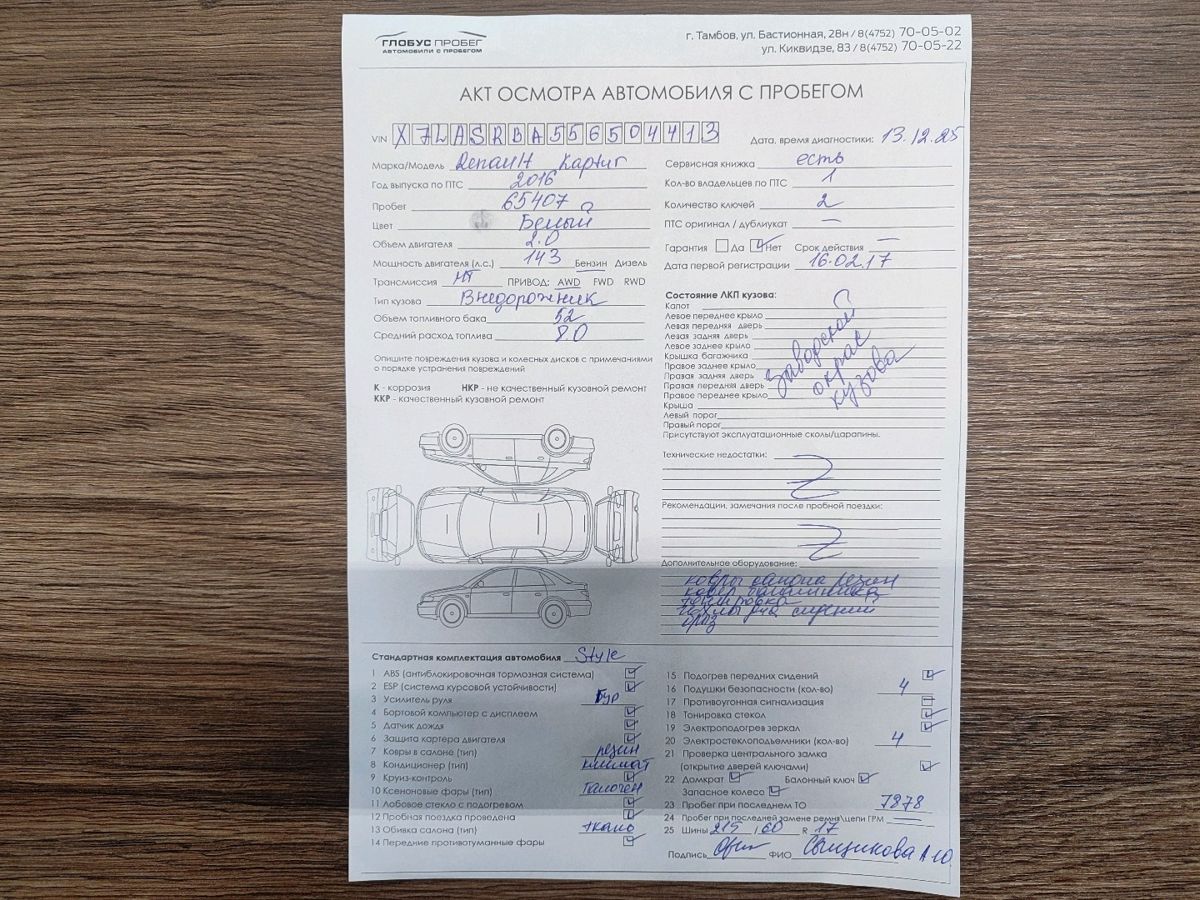 ГЛОБУС ПРОБЕГ
АВТОМОБИЛИ С ПРОБЕГОМ
г. Тамбов, ул. Бастионная, 28н / 8(4752) 70-05-02
ул. Киквидзе, 83 / 8(4752) 70-05-22
АКТ ОСМОТРА АВТОМОБИЛЯ С ПРОБЕГОМ
VIN X7LASRBA556504413
Дата, время диагностики: 13.12.25
Марка/Модель Renault Каptur
Год выпуска по ПТС 2016
Пробег 65407
Цвет Белый
Объем двигателя 2.0
Мощность двигателя (л.с.) 143 Бензин Дизель
Трансмиссия МТ ПРИВОД: AWD FWD RWD
Тип кузова Внедорожник
Объем топливного бака 52
Средний расход топлива 8.0
Сервисная книжка есть
Кол-во владельцев по ПТС 1
Количество ключей 2
ПТС оригинал / дубликат —
Гарантия Да Нет Срок действия —
Дата первой регистрации 16.02.17
Опишите повреждения кузова и колесных дисков с примечаниями
о порядке устранения повреждений
К - коррозия НКР - не качественный кузовной ремонт
ККР - качественный кузовной ремонт
Состояние ЛКП кузова:
Капот
Левое переднее крыло
Левая передняя дверь
Левая задняя дверь
Левое заднее крыло
Крышка багажника
Правое заднее крыло
Правая задняя дверь
Правая передняя дверь
Правое переднее крыло
Крыша
Левый порог
Правый порог
Заводской
окрас
кузова
Присутствуют эксплуатационные сколы/царапины.
Технические недостатки: Z
Рекомендации, замечания после пробной поездки:
Z
Дополнительное оборудование:
ковры салона резин
ковер багажника
тонировка
чехлы для сидений
Стандартная комплектация автомобиля Style
1 ABS (антиблокировочная тормозная система)
2 ESP (система курсовой устойчивости)
3 Усилитель руля гур
4 Бортовой компьютер с дисплеем
5 Датчик дождя
6 Защита картера двигателя
7 Ковры в салоне (тип) резин
8 Кондиционер (тип) климат
9 Круиз-контроль
10 Ксеноновые фары (тип) галоген
11 Лобовое стекло с подогревом
12 Пробная поездка проведена
13 Обивка салона (тип) ткань
14 Передние противотуманные фары
15 Подогрев передних сидений
16 Подушки безопасности (кол-во) 4
17 Противоугонная сигнализация
18 Тонировка стекол
19 Электроподогрев зеркал
20 Электростеклоподъемники (кол-во) 4
21 Проверка центрального замка
(открытие дверей ключами)
22 Домкрат Балонный ключ
Запасное колесо
23 Пробег при последнем ТО 7878
24 Пробег при последней замене ремня\цепи ГРМ —
25 Шины 215 / 60 R 17
Подпись ФИО